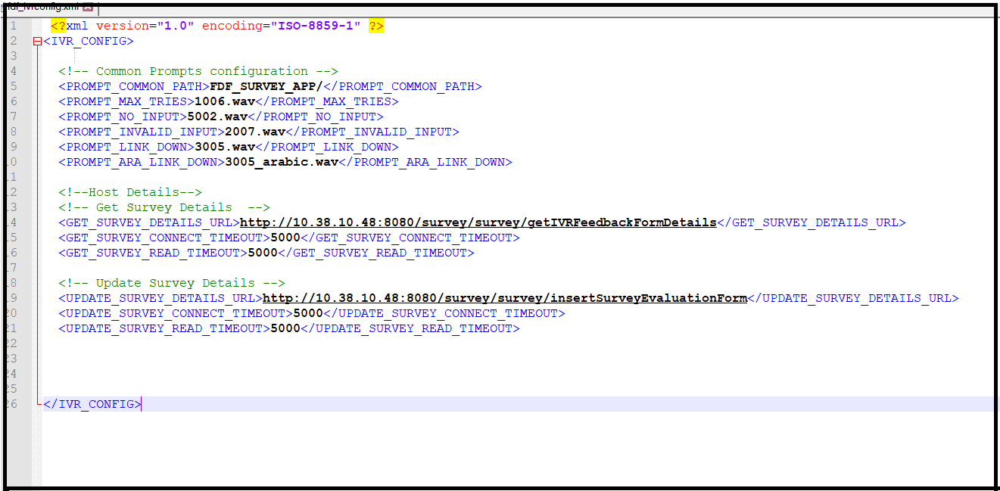 fdf_ivrconfig.xml
1 <?xml version="1.0" encoding="ISO-8859-1" ?>
2 <IVR_CONFIG>
3
4 <!-- Common Prompts configuration -->
5 <PROMPT_COMMON_PATH>FDF_SURVEY_APP/</PROMPT_COMMON_PATH>
6 <PROMPT_MAX_TRIES>1006.wav</PROMPT_MAX_TRIES>
7 <PROMPT_NO_INPUT>5002.wav</PROMPT_NO_INPUT>
8 <PROMPT_INVALID_INPUT>2007.wav</PROMPT_INVALID_INPUT>
9 <PROMPT_LINK_DOWN>3005.wav</PROMPT_LINK_DOWN>
10 <PROMPT_ARA_LINK_DOWN>3005_arabic.wav</PROMPT_ARA_LINK_DOWN>
11
12 <!--Host Details-->
13 <!-- Get Survey Details  -->
14 <GET_SURVEY_DETAILS_URL>http://10.38.10.48:8080/survey/survey/getIVRFeedbackFormDetails</GET_SURVEY_DETAILS_URL>
15 <GET_SURVEY_CONNECT_TIMEOUT>5000</GET_SURVEY_CONNECT_TIMEOUT>
16 <GET_SURVEY_READ_TIMEOUT>5000</GET_SURVEY_READ_TIMEOUT>
17
18 <!-- Update Survey Details -->
19 <UPDATE_SURVEY_DETAILS_URL>http://10.38.10.48:8080/survey/survey/insertSurveyEvaluationForm</UPDATE_SURVEY_DETAILS_URL>
20 <UPDATE_SURVEY_CONNECT_TIMEOUT>5000</UPDATE_SURVEY_CONNECT_TIMEOUT>
21 <UPDATE_SURVEY_READ_TIMEOUT>5000</UPDATE_SURVEY_READ_TIMEOUT>
22
23
24
25
26 </IVR_CONFIG>